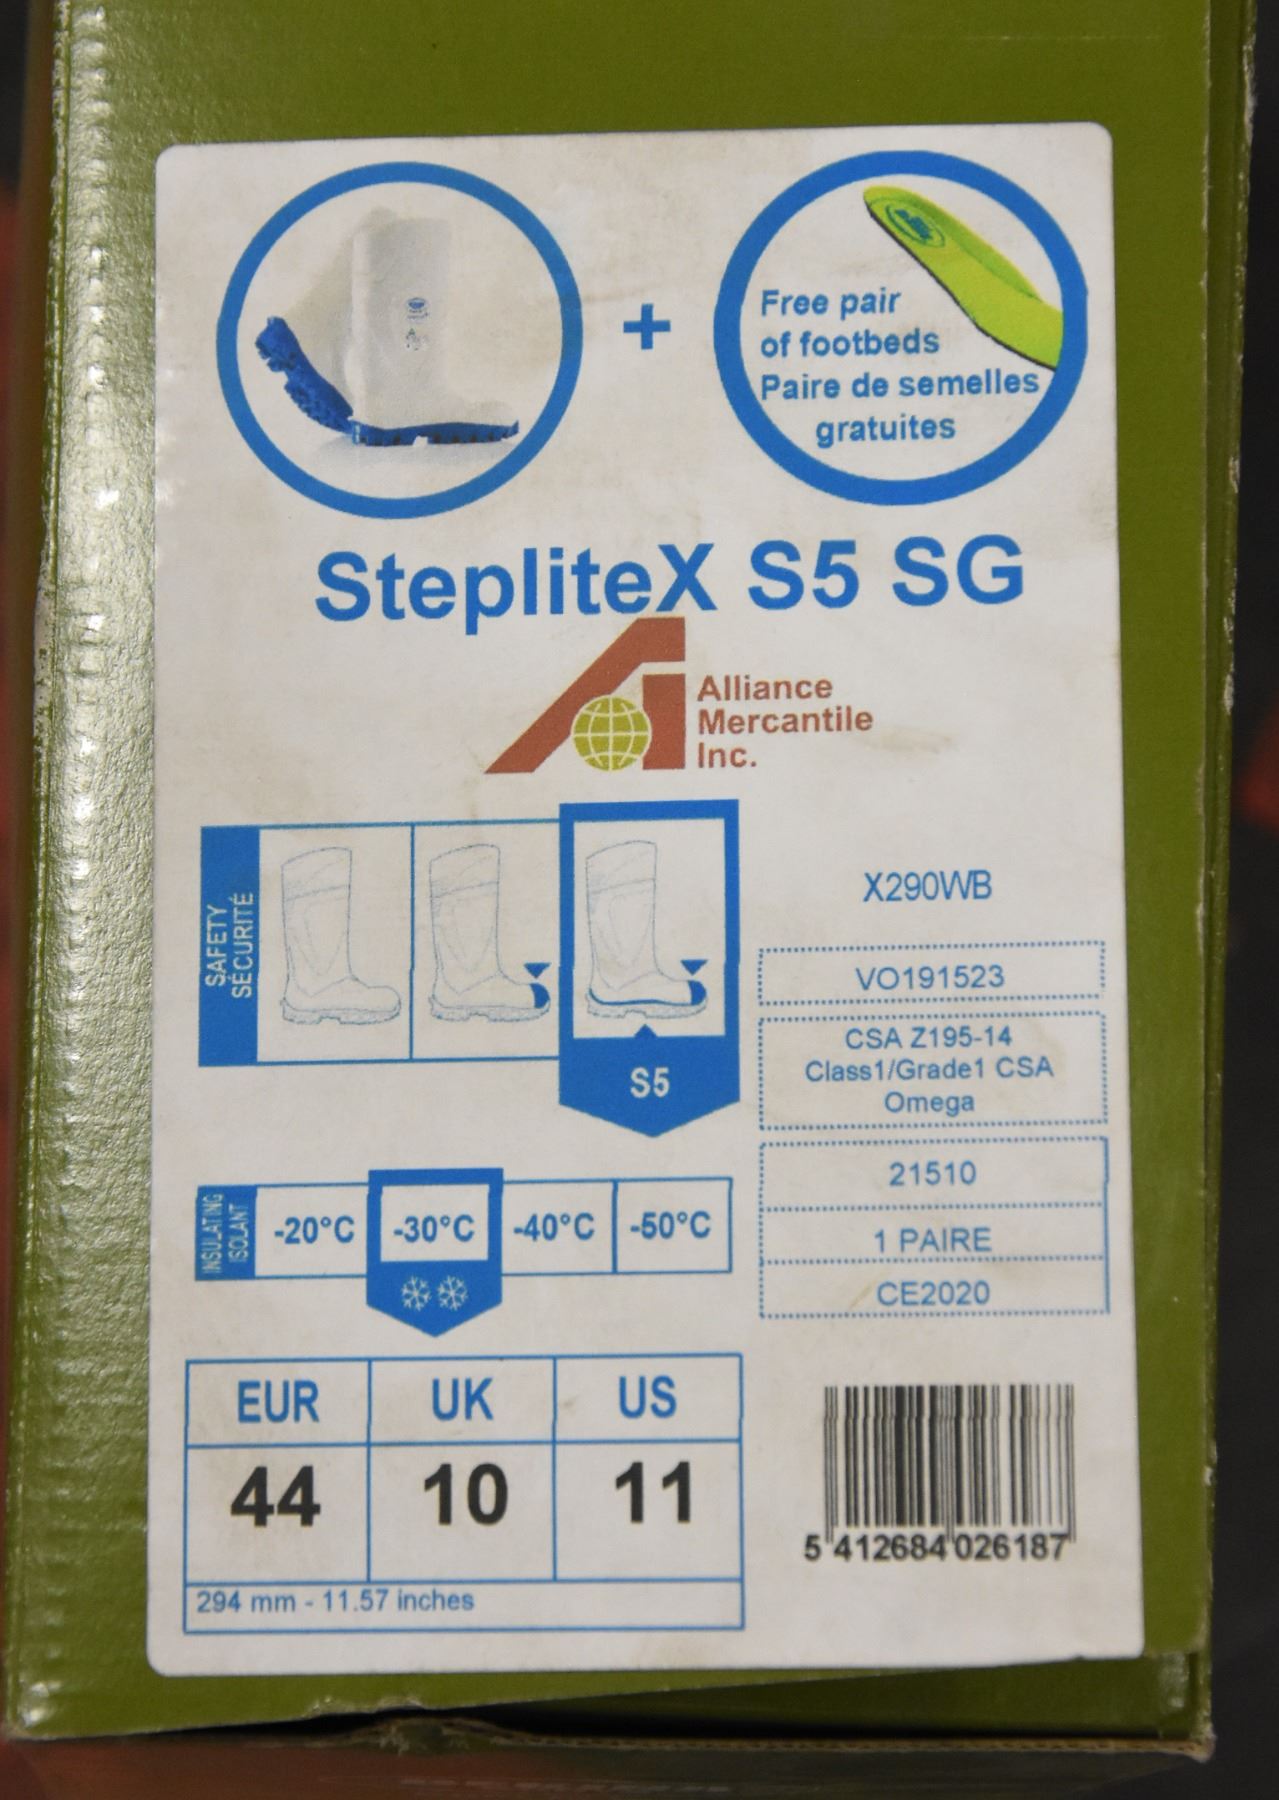 Free pair
of footbeds
Paire de semelles
gratuites
+
StepliteX S5 SG
Alliance
Mercantile
Inc.
SAFETY
SÉCURITÉ
S5
X290WB
VO191523
CSA Z195-14
Class1/Grade1 CSA
Omega
21510
1 PAIRE
CE2020
INSULATING
ISOLANT
-20°C -30°C -40°C -50°C
EUR UK US
44 10 11
294 mm - 11.57 inches
5 412684 026187